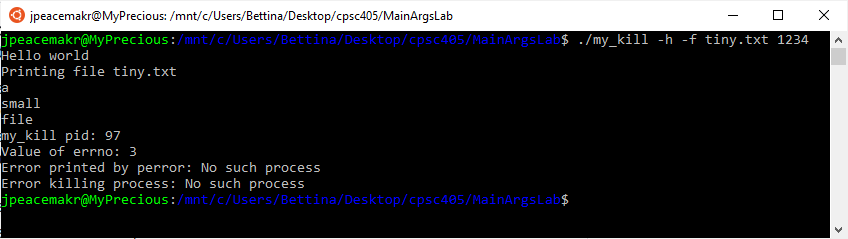 jpeacemakr@MyPrecious: /mnt/c/Users/Bettina/Desktop/cpsc405/MainArgsLab
jpeacemakr@MyPrecious:/mnt/c/Users/Bettina/Desktop/cpsc405/MainArgsLab$ ./my_kill -h -f tiny.txt 1234
Hello world
Printing file tiny.txt
a
small
file
my_kill pid: 97
Value of errno: 3
Error printed by perror: No such process
Error killing process: No such process
jpeacemakr@MyPrecious:/mnt/c/Users/Bettina/Desktop/cpsc405/MainArgsLab$